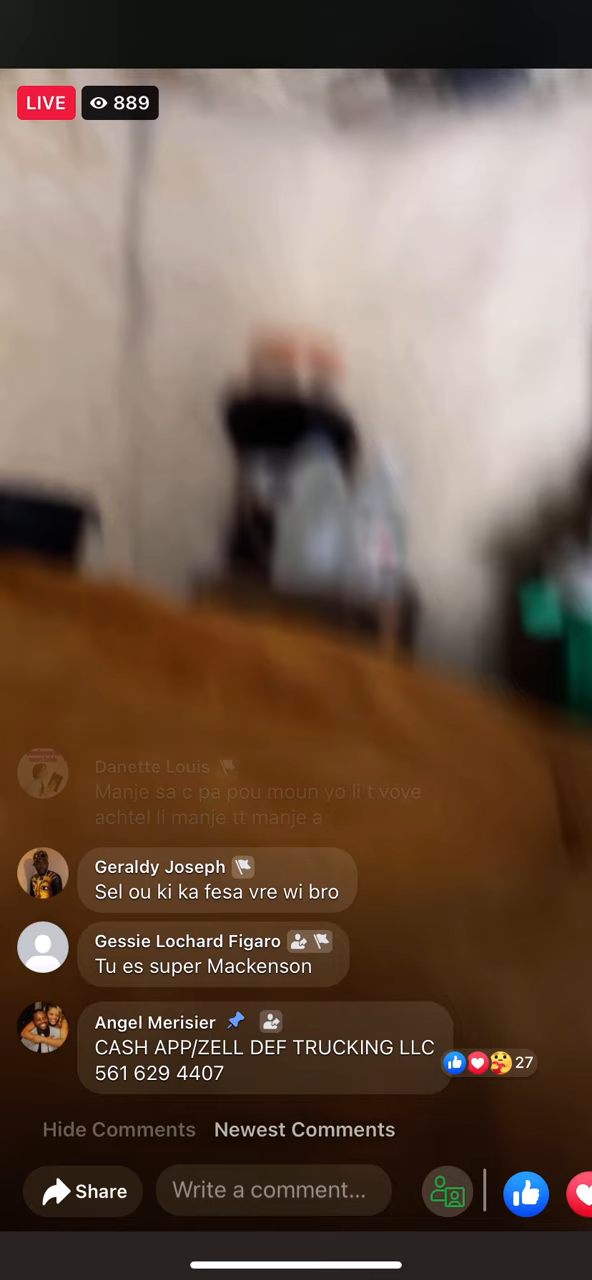 LIVE
889
Danette Louis
Manje sa c pa pou moun yo li t voye
achtel li manje tt manje a
Geraldy Joseph
Sel ou ki ka fesa vre wi bro
Gessie Lochard Figaro
Tu es super Mackenson
Angel Merisier
CASH APP/ZELL DEF TRUCKING LLC
561 629 4407
27
Hide Comments Newest Comments
Share
Write a comment...